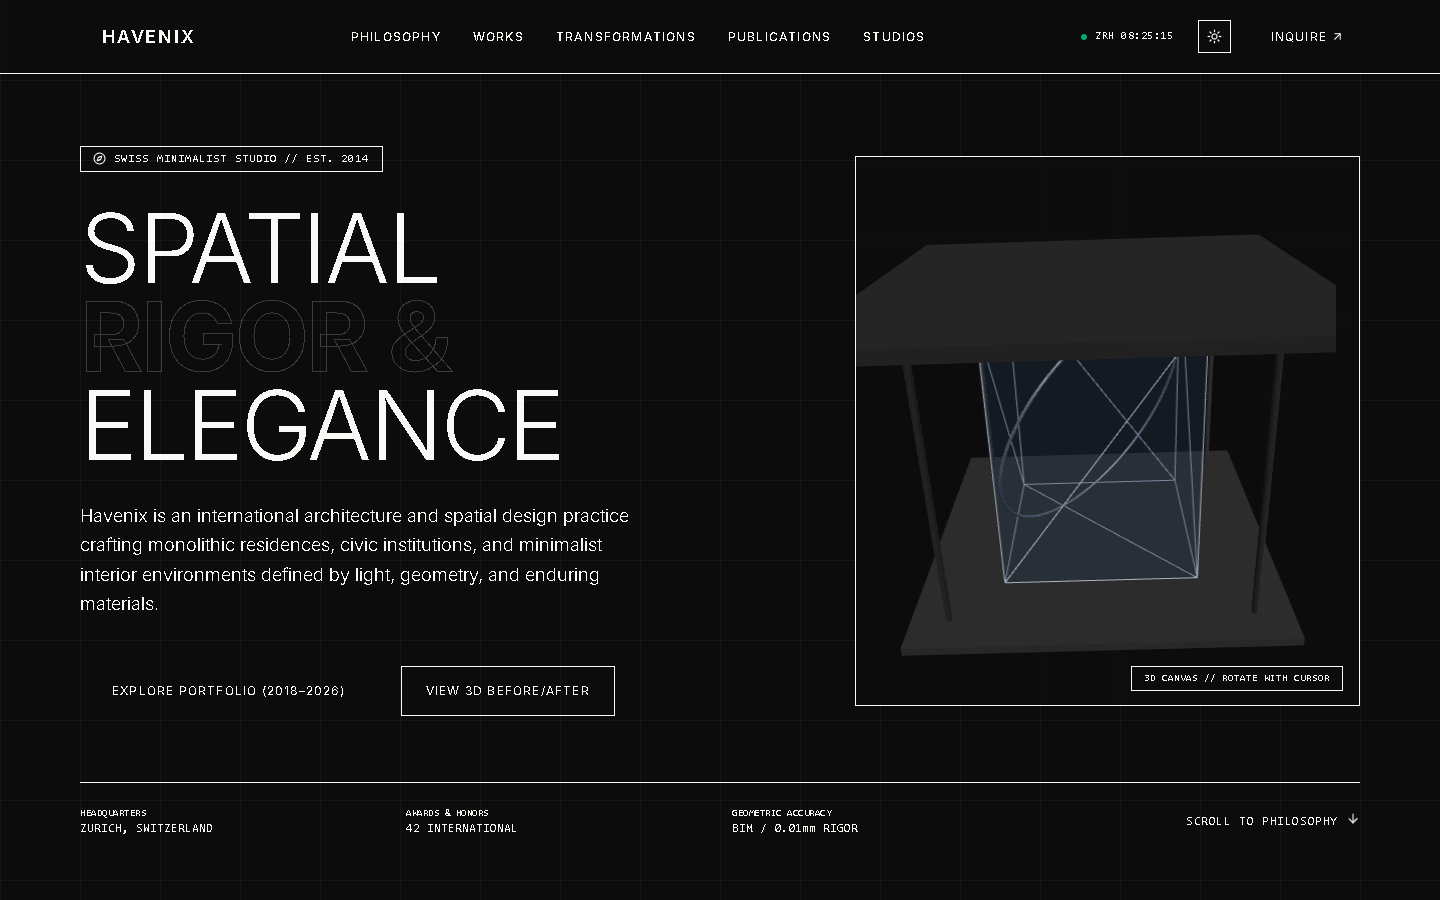 HAVENIX
PHILOSOPHY WORKS TRANSFORMATIONS PUBLICATIONS STUDIOS
ZRH 08:25:15
INQUIRE
SWISS MINIMALIST STUDIO // EST. 2014
SPATIAL
RIGOR &
ELEGANCE
Havenix is an international architecture and spatial design practice
crafting monolithic residences, civic institutions, and minimalist
interior environments defined by light, geometry, and enduring
materials.
EXPLORE PORTFOLIO (2018–2026)
VIEW 3D BEFORE/AFTER
3D CANVAS // ROTATE WITH CURSOR
HEADQUARTERS
ZURICH, SWITZERLAND
AWARDS & HONORS
42 INTERNATIONAL
GEOMETRIC ACCURACY
BIM / 0.01mm RIGOR
SCROLL TO PHILOSOPHY